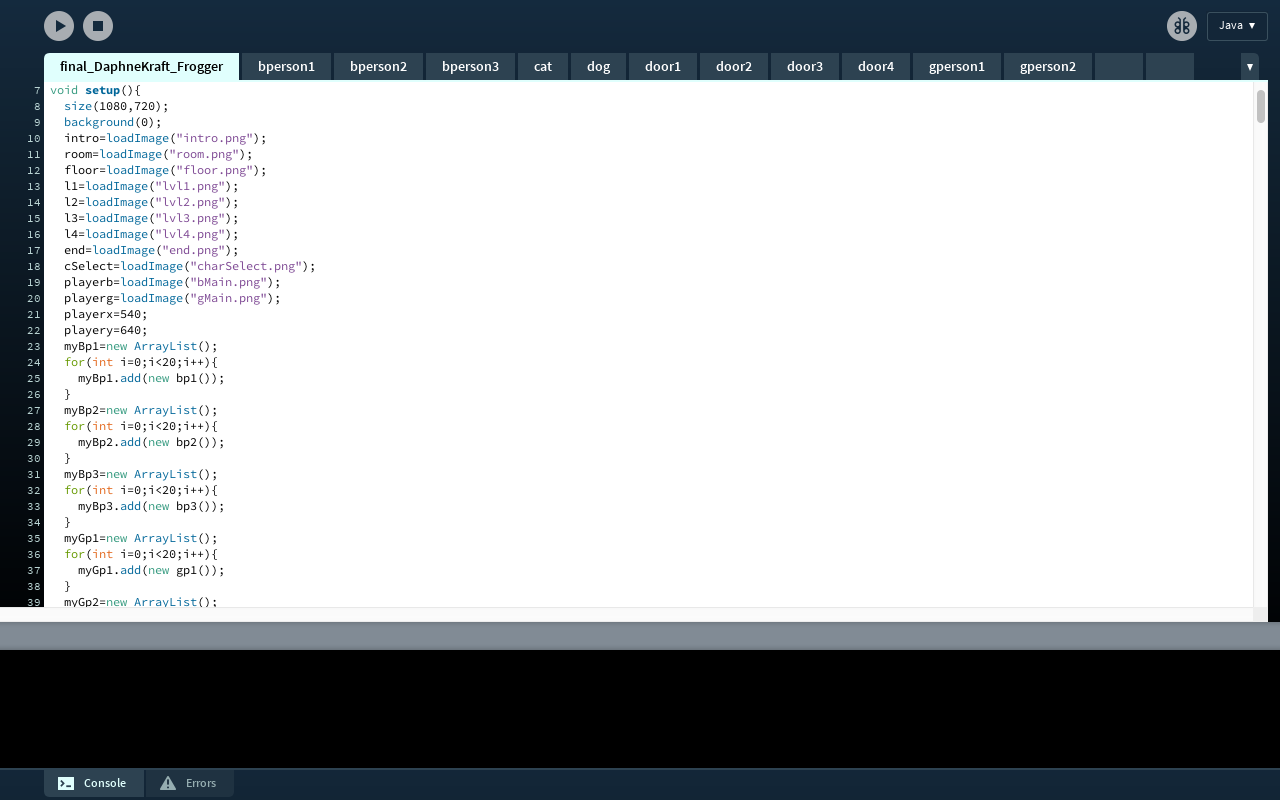 Java ▾
final_DaphneKraft_Frogger bperson1 bperson2 bperson3 cat dog door1 door2 door3 door4 gperson1 gperson2 ▼
7 void setup(){
8   size(1080,720);
9   background(0);
10   intro=loadImage("intro.png");
11   room=loadImage("room.png");
12   floor=loadImage("floor.png");
13   l1=loadImage("lvl1.png");
14   l2=loadImage("lvl2.png");
15   l3=loadImage("lvl3.png");
16   l4=loadImage("lvl4.png");
17   end=loadImage("end.png");
18   cSelect=loadImage("charSelect.png");
19   playerb=loadImage("bMain.png");
20   playerg=loadImage("gMain.png");
21   playerx=540;
22   playery=640;
23   myBp1=new ArrayList();
24   for(int i=0;i<20;i++){
25     myBp1.add(new bp1());
26   }
27   myBp2=new ArrayList();
28   for(int i=0;i<20;i++){
29     myBp2.add(new bp2());
30   }
31   myBp3=new ArrayList();
32   for(int i=0;i<20;i++){
33     myBp3.add(new bp3());
34   }
35   myGp1=new ArrayList();
36   for(int i=0;i<20;i++){
37     myGp1.add(new gp1());
38   }
39   myGp2=new ArrayList();
Console Errors